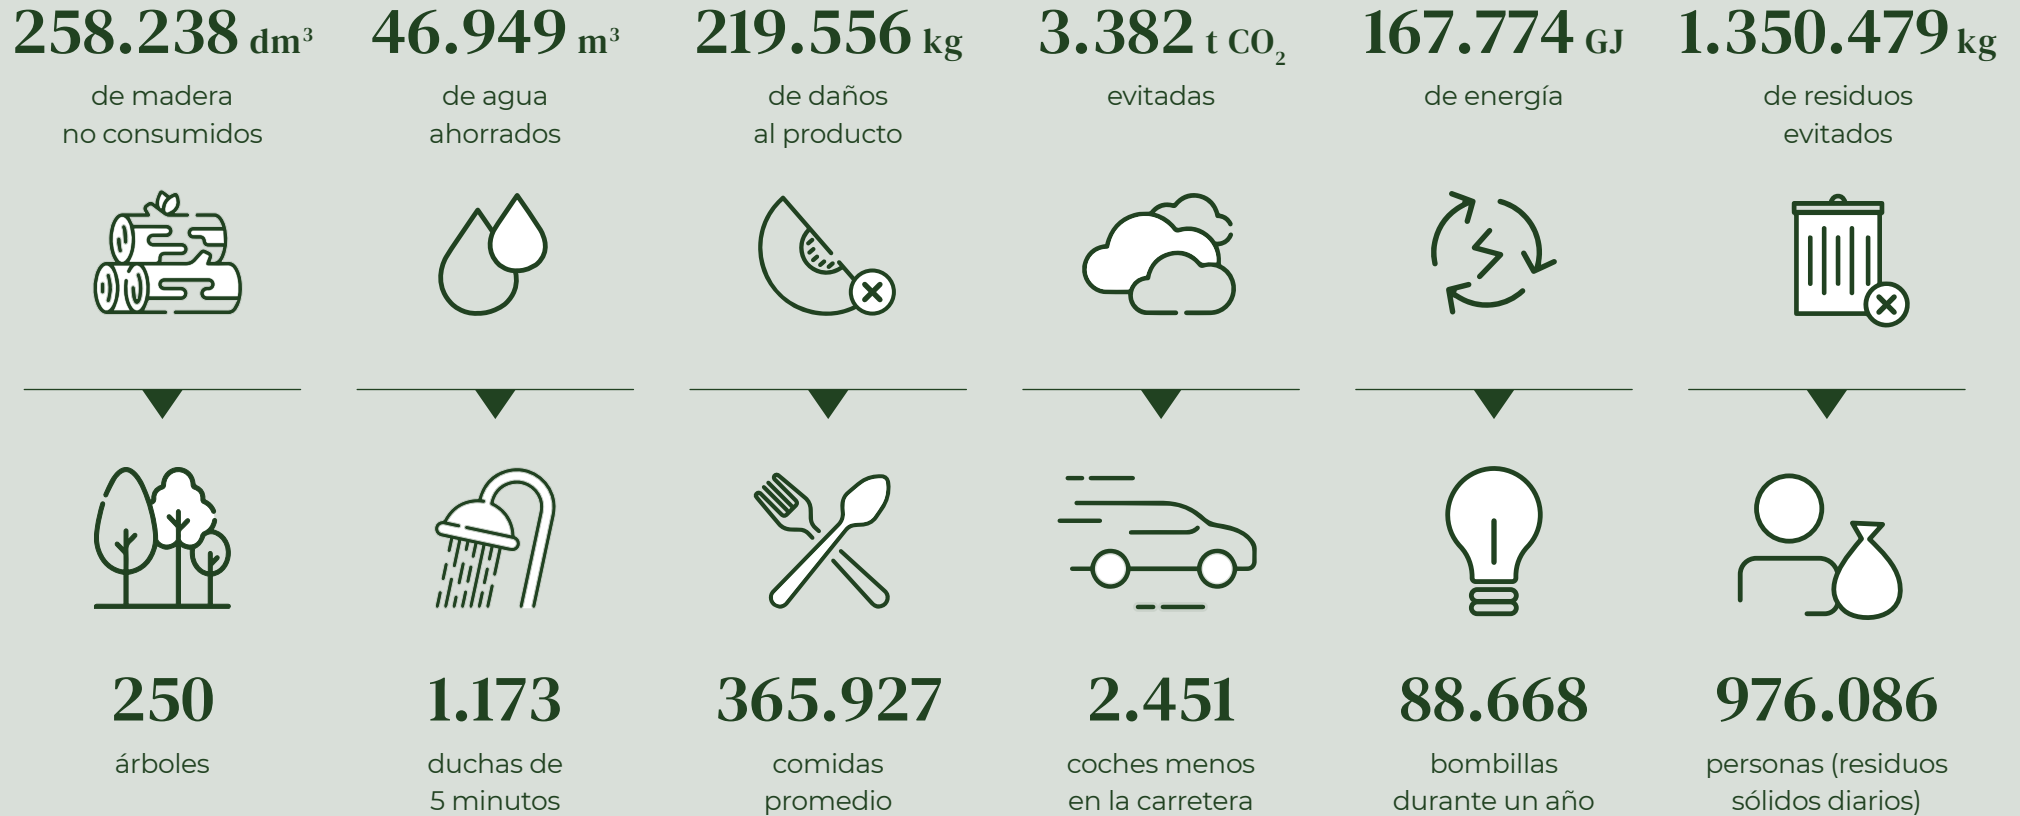 258.238 dm³
de madera
no consumidos
46.949 m³
de agua
ahorrados
219.556 kg
de daños
al producto
3.382 t CO₂
evitadas
167.774 GJ
de energía
1.350.479 kg
de residuos
evitados
250
árboles
1.173
duchas de
5 minutos
365.927
comidas
promedio
2.451
coches menos
en la carretera
88.668
bombillas
durante un año
976.086
personas (residuos
sólidos diarios)